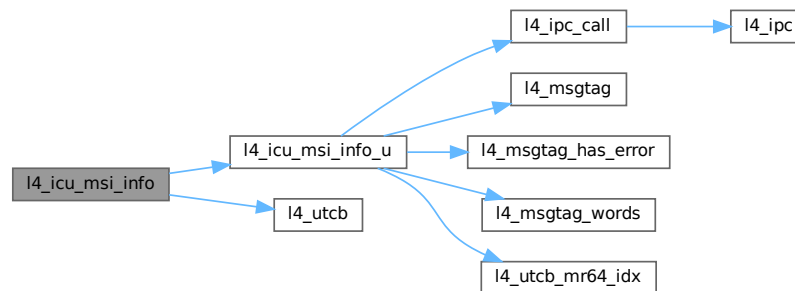 l4_icu_msi_info
l4_icu_msi_info_u
l4_utcb
l4_ipc_call
l4_ipc
l4_msgtag
l4_msgtag_has_error
l4_msgtag_words
l4_utcb_mr64_idx